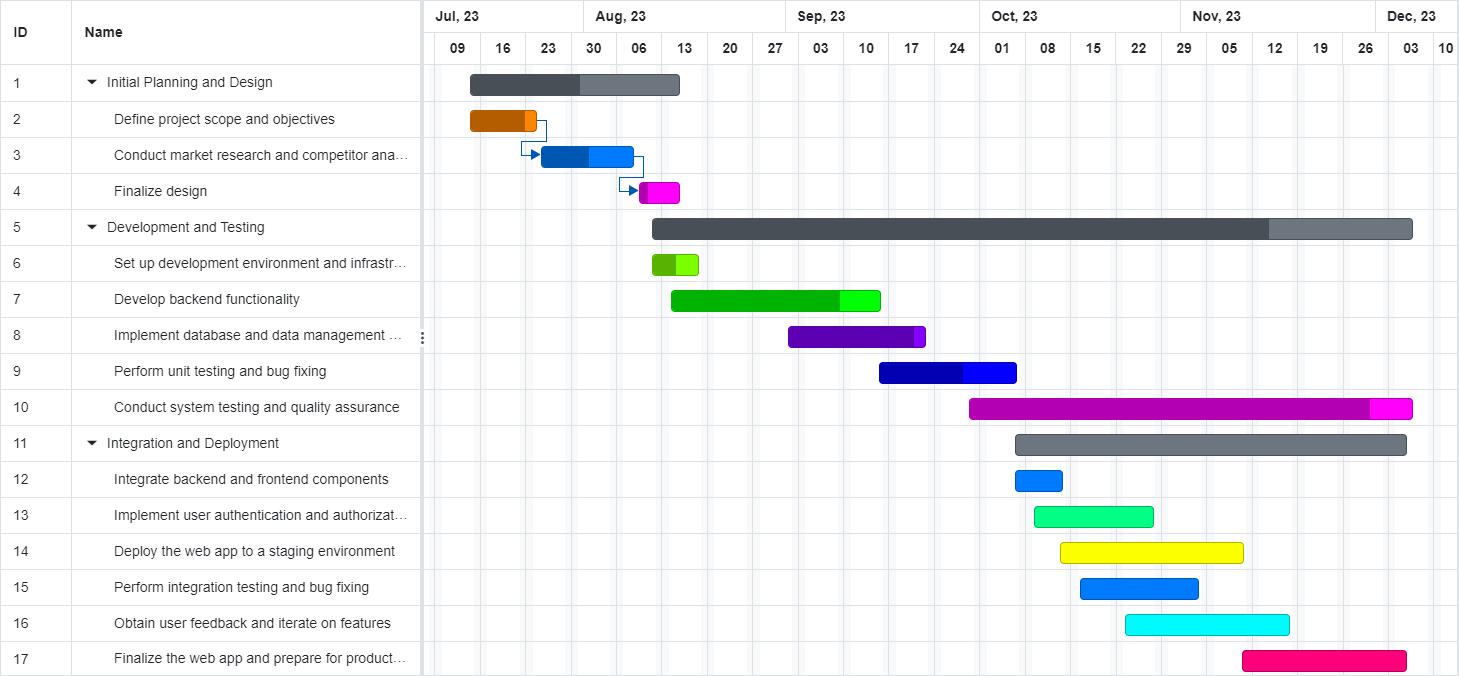 Jul, 23 Aug, 23 Sep, 23 Oct, 23 Nov, 23 Dec, 23
ID Name
09 16 23 30 06 13 20 27 03 10 17 24 01 08 15 22 29 05 12 19 26 03 10
1 Initial Planning and Design
2 Define project scope and objectives
3 Conduct market research and competitor ana...
4 Finalize design
5 Development and Testing
6 Set up development environment and infrastr...
7 Develop backend functionality
8 Implement database and data management ...
9 Perform unit testing and bug fixing
10 Conduct system testing and quality assurance
11 Integration and Deployment
12 Integrate backend and frontend components
13 Implement user authentication and authorizat...
14 Deploy the web app to a staging environment
15 Perform integration testing and bug fixing
16 Obtain user feedback and iterate on features
17 Finalize the web app and prepare for product...